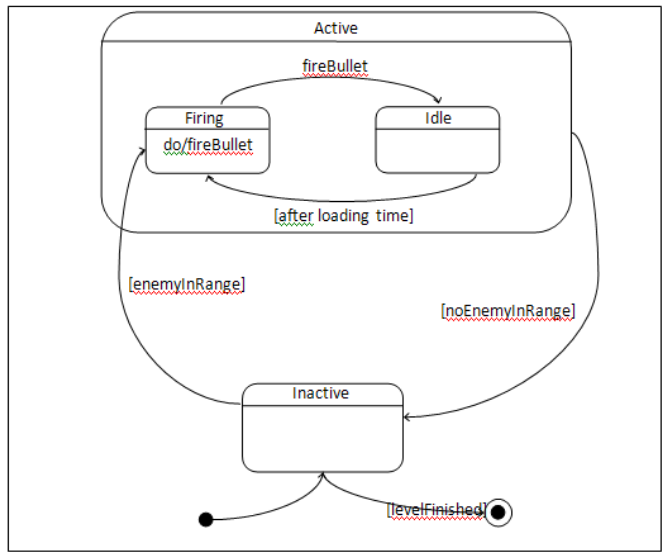 Active
fireBullet
Firing
do/fireBullet
Idle
[after loading time]
[enemyInRange]
[noEnemyInRange]
Inactive
[levelFinished]